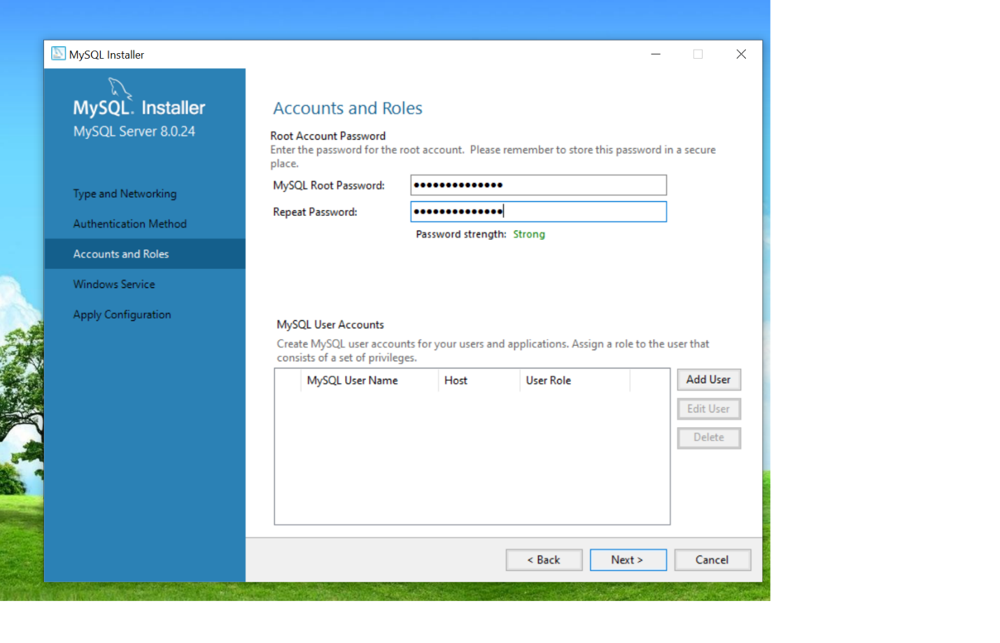 MySQL Installer
MySQL. Installer
MySQL Server 8.0.24
Type and Networking
Authentication Method
Accounts and Roles
Windows Service
Apply Configuration
Accounts and Roles
Root Account Password
Enter the password for the root account.  Please remember to store this password in a secure
place.
MySQL Root Password: ●●●●●●●●●●●●●●
Repeat Password: ●●●●●●●●●●●●●●
Password strength: Strong
MySQL User Accounts
Create MySQL user accounts for your users and applications. Assign a role to the user that
consists of a set of privileges.
MySQL User Name Host User Role
Add User
Edit User
Delete
< Back Next > Cancel